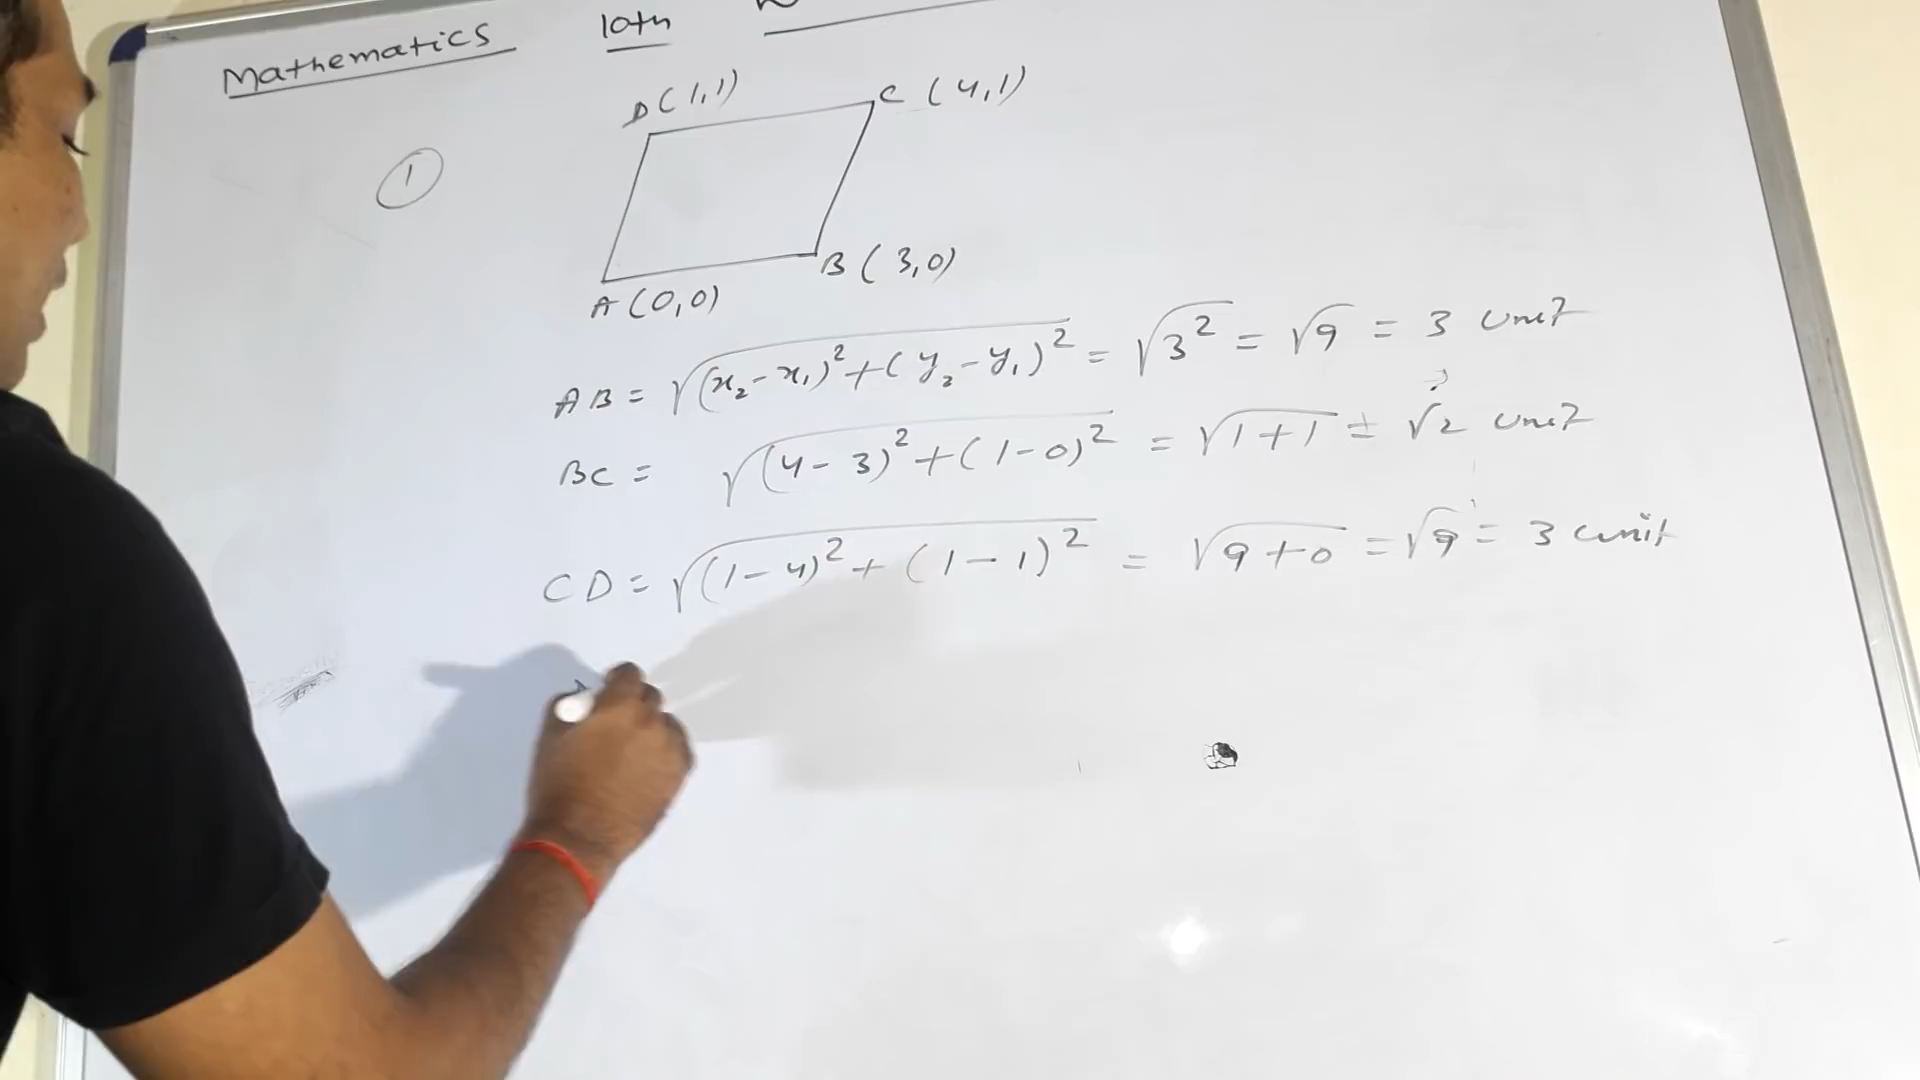 Mathematics 10th
D(1,1) C (4,1)
1
B (3,0)
A(0,0)
AB = √(x₂-x₁)²+(y₂-y₁)² = √3² = √9 = 3 unit
BC = √(4-3)²+(1-0)² = √1+1 = √2 unit
CD = √(1-4)²+(1-1)² = √9+0 = √9 = 3 unit